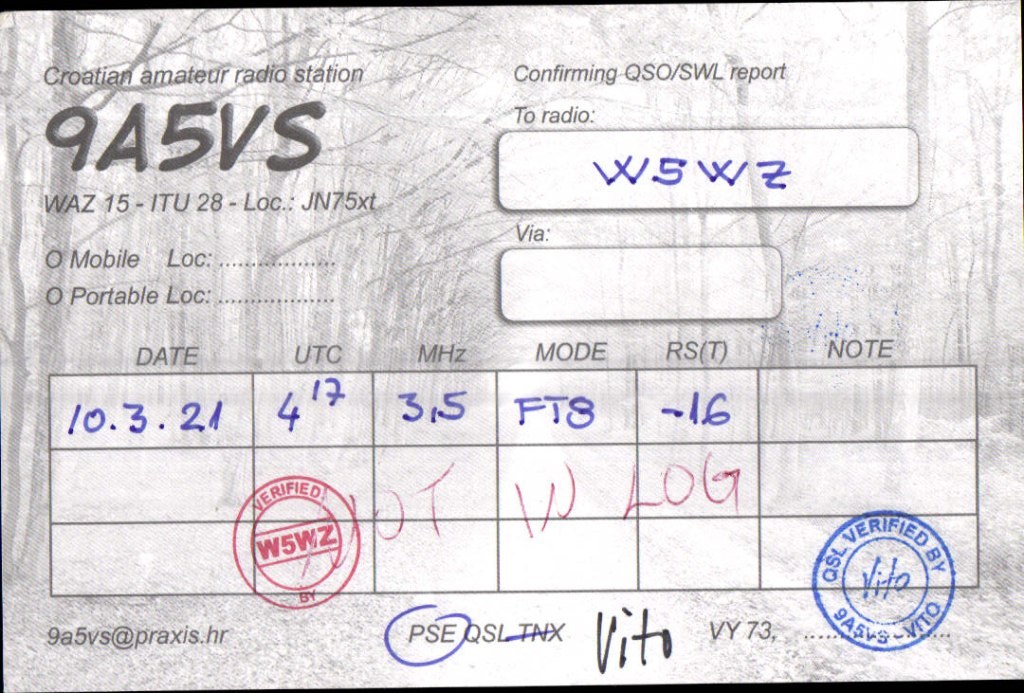 Croatian amateur radio station
9A5VS
WAZ 15 - ITU 28 - Loc.: JN75xt
O Mobile Loc: ...................
O Portable Loc: ...................
Confirming QSO/SWL report
To radio:
W5WZ
Via:
DATE UTC MHz MODE RS(T) NOTE
10.3.21 4 17 3,5 FT8 -16
NOT IN LOG
VERIFIED
W5WZ
BY
QSL VERIFIED BY
Vito
9A5VS - VITO
9a5vs@praxis.hr
PSE QSL TNX
Vito
VY 73, ........................